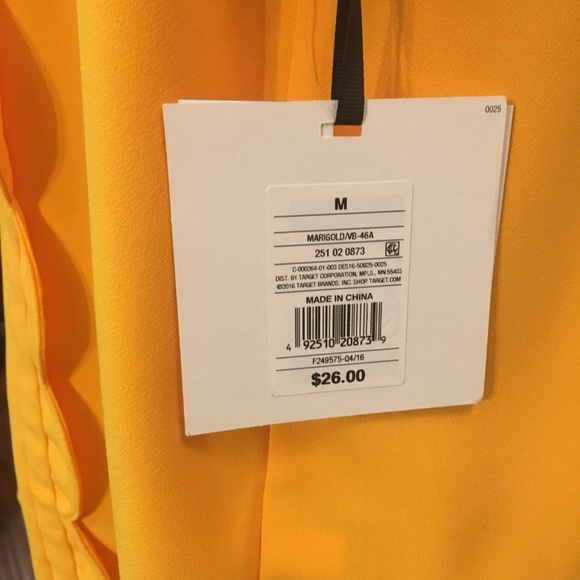 0025
M
MARIGOLD/VB-46A
251 02 0873
C-000264-01-003 DES16-50825-0025
DIST. BY TARGET CORPORATION, MPLS., MN 55403
©2016 TARGET BRANDS, INC. SHOP TARGET.COM
MADE IN CHINA
4 92510 20873 9
F249575-Q4/16
$26.00